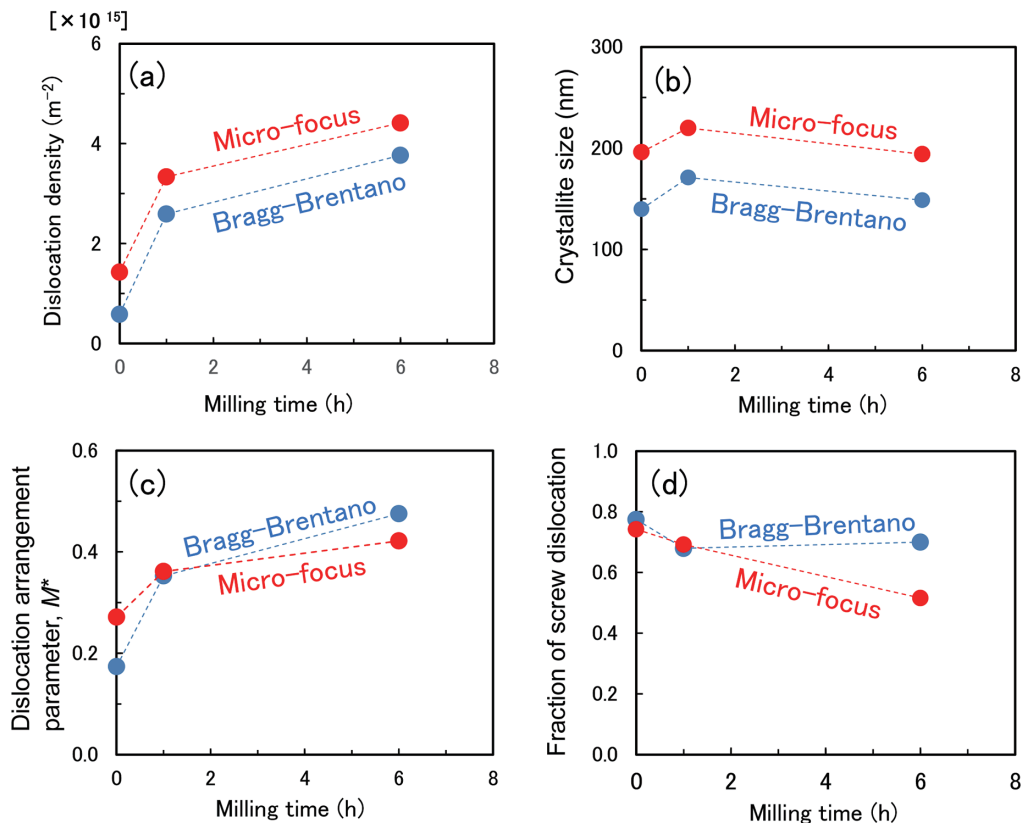 [×10 15]
(a)
6
4
2
0
Dislocation density (m−2)
Micro-focus
Bragg-Brentano
0 2 4 6 8
Milling time (h)
(b)
300
200
100
0
Crystallite size (nm)
Micro-focus
Bragg-Brentano
0 2 4 6 8
Milling time (h)
(c)
0.6
0.4
0.2
0.0
Dislocation arrangement
parameter, M*
Bragg-Brentano
Micro-focus
0 2 4 6 8
Milling time (h)
(d)
1.0
0.8
0.6
0.4
0.2
0.0
Fraction of screw dislocation
Bragg-Brentano
Micro-focus
0 2 4 6 8
Milling time (h)